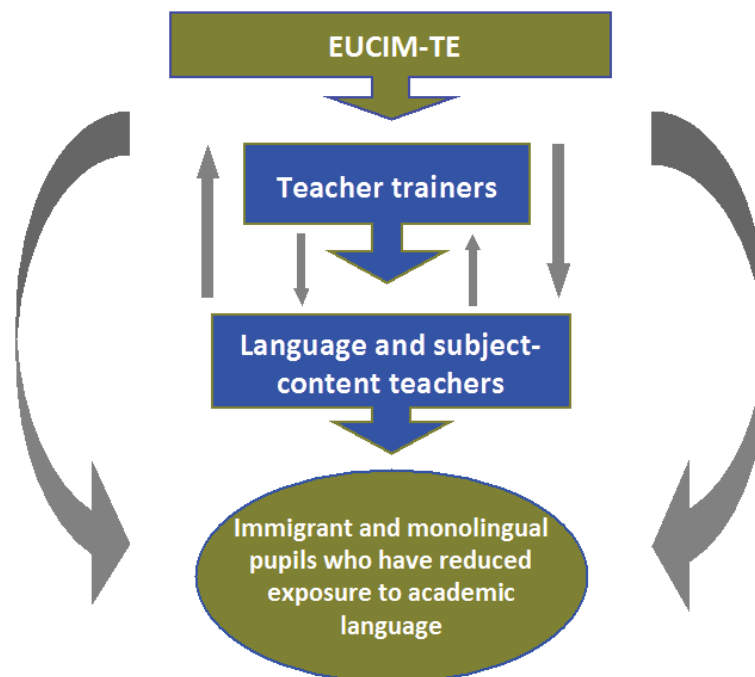 EUCIM-TE
Teacher trainers
Language and subject-
content teachers
Immigrant and monolingual
pupils who have reduced
exposure to academic
language